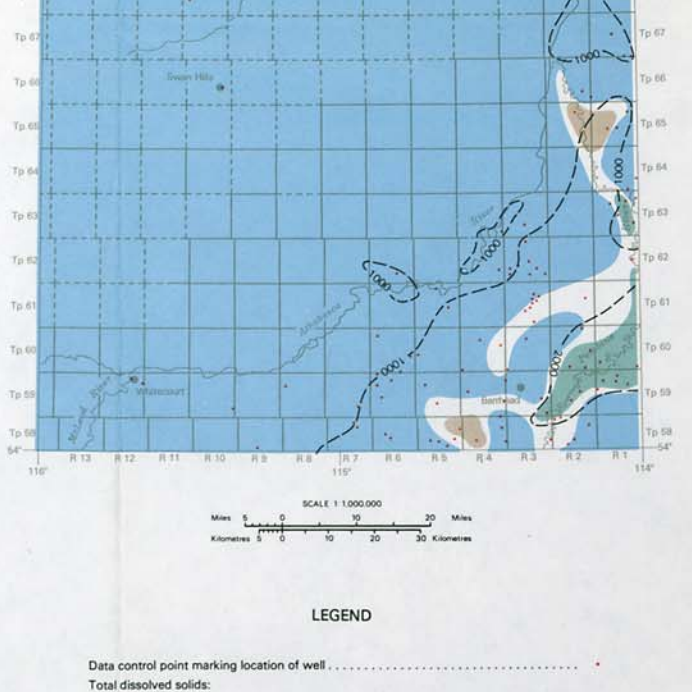 Tp 67 Tp 67
1000
Swan Hills
Tp 66 Tp 66
Tp 65 Tp 65
Tp 64 1000 Tp 64
Tp 63 River Tp 63
1000
Tp 62 1000 Tp 62
Tp 61 Athabasca Tp 61
Tp 60 1000 2000 Tp 60
Tp 59 McLeod River Whitecourt Barrhead Tp 59
Tp 58 Tp 58
54° R 13 R 12 R 11 R 10 R 9 R 8 R 7 R 6 R 5 R 4 R 3 R 2 R 1 54°
116° 115° 114°
SCALE 1:1,000,000
Miles 5 0 10 20 Miles
Kilometres 5 0 10 20 30 Kilometres
LEGEND
Data control point marking location of well
Total dissolved solids: